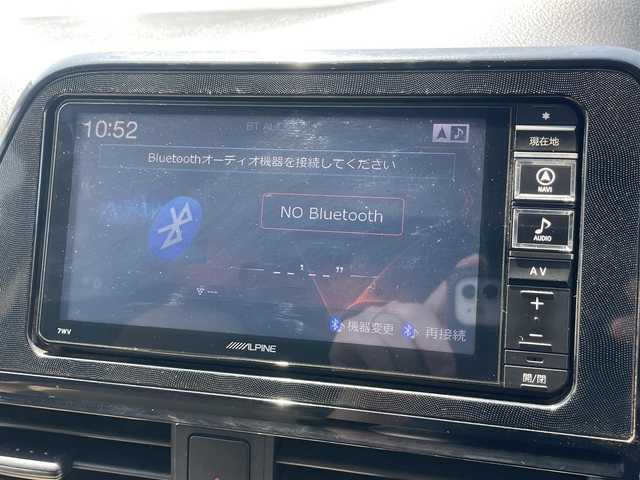 10:52
BT AUDIO
Bluetoothオーディオ機器を接続してください
NO Bluetooth
機器変更
再接続
7WV
ALPINE
現在地
NAVI
AUDIO
AV
+
-
開/閉